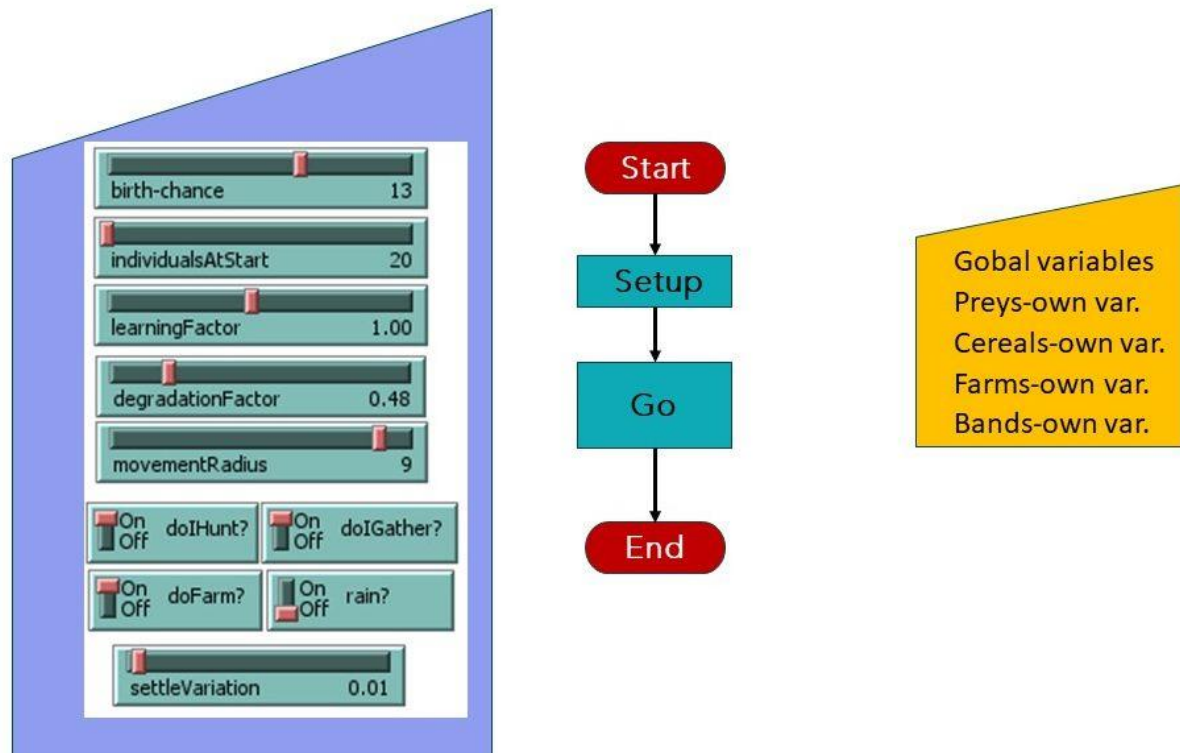 birth-chance 13
individualsAtStart 20
learningFactor 1.00
degradationFactor 0.48
movementRadius 9
On
Off
doIHunt?
On
Off
doIGather?
On
Off
doFarm?
On
Off
rain?
settleVariation 0.01
Start
Setup
Go
End
Gobal variables
Preys-own var.
Cereals-own var.
Farms-own var.
Bands-own var.